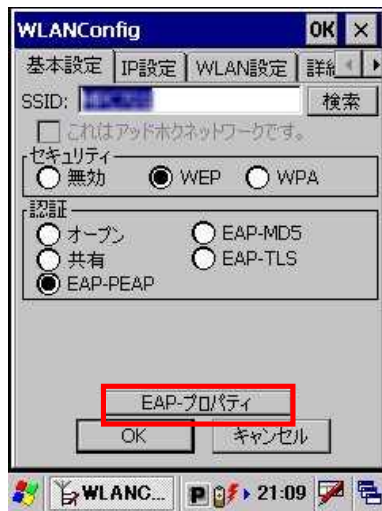 WLANConfig OK ×
基本設定 IP設定 WLAN設定 詳細
SSID: 検索
これはアッドホクネットワークです。
セキュリティ
無効 WEP WPA
認証
オープン EAP-MD5
共有 EAP-TLS
EAP-PEAP
EAP-プロパティ
OK キャンセル
WLANC... P 21:09